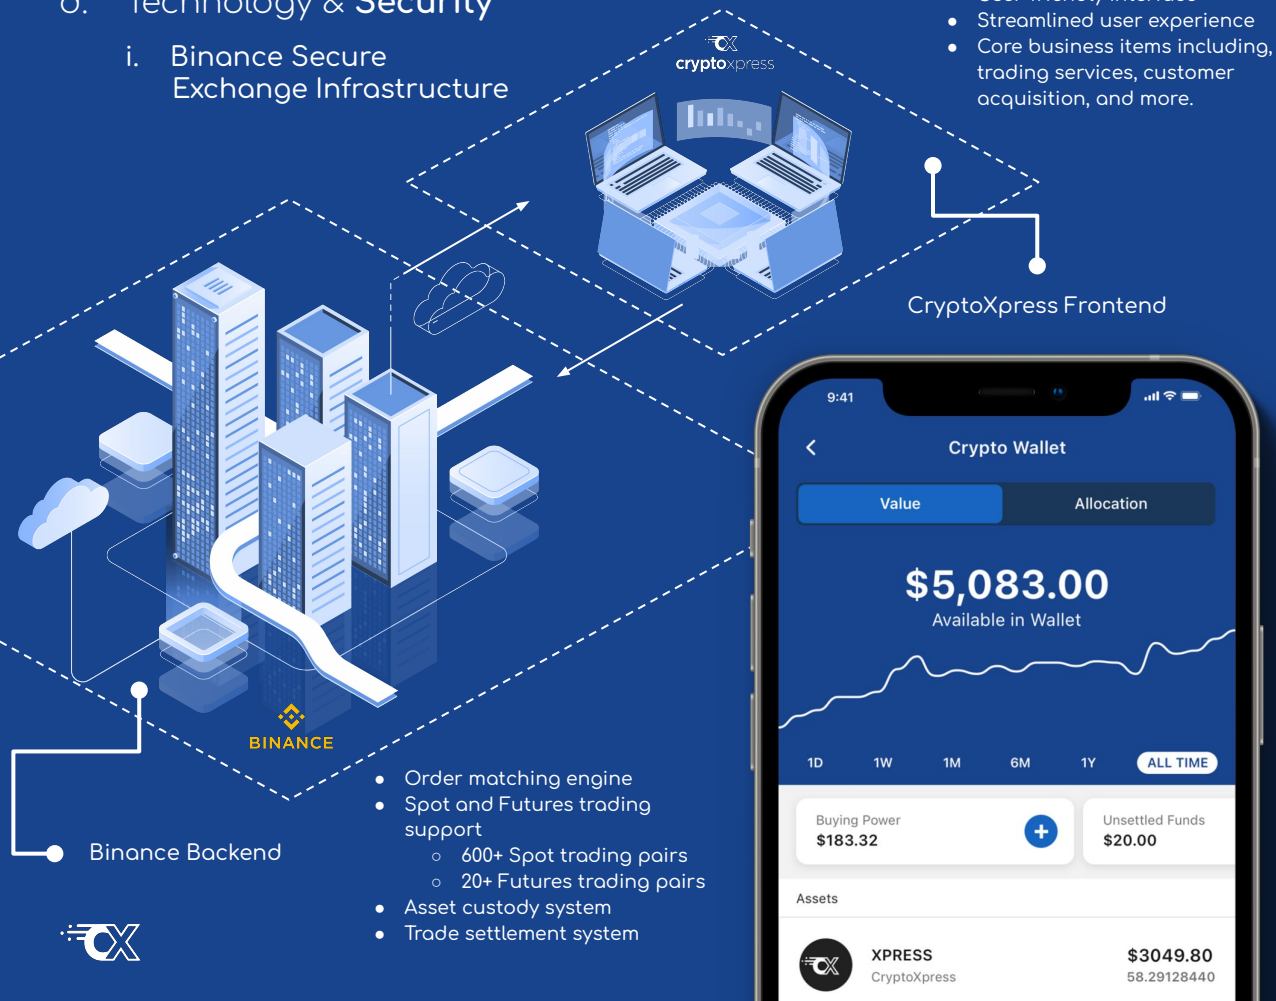 Technology & Security
i. Binance Secure
Exchange Infrastructure
cryptoxpress
User friendly interface
● Streamlined user experience
● Core business items including,
trading services, customer
acquisition, and more.
CryptoXpress Frontend
BINANCE
Binance Backend
● Order matching engine
● Spot and Futures trading
support
○ 600+ Spot trading pairs
○ 20+ Futures trading pairs
● Asset custody system
● Trade settlement system
CX
9:41
Crypto Wallet
Value Allocation
$5,083.00
Available in Wallet
1D 1W 1M 6M 1Y ALL TIME
Buying Power Unsettled Funds
$183.32 $20.00
Assets
XPRESS $3049.80
CryptoXpress 58.29128440